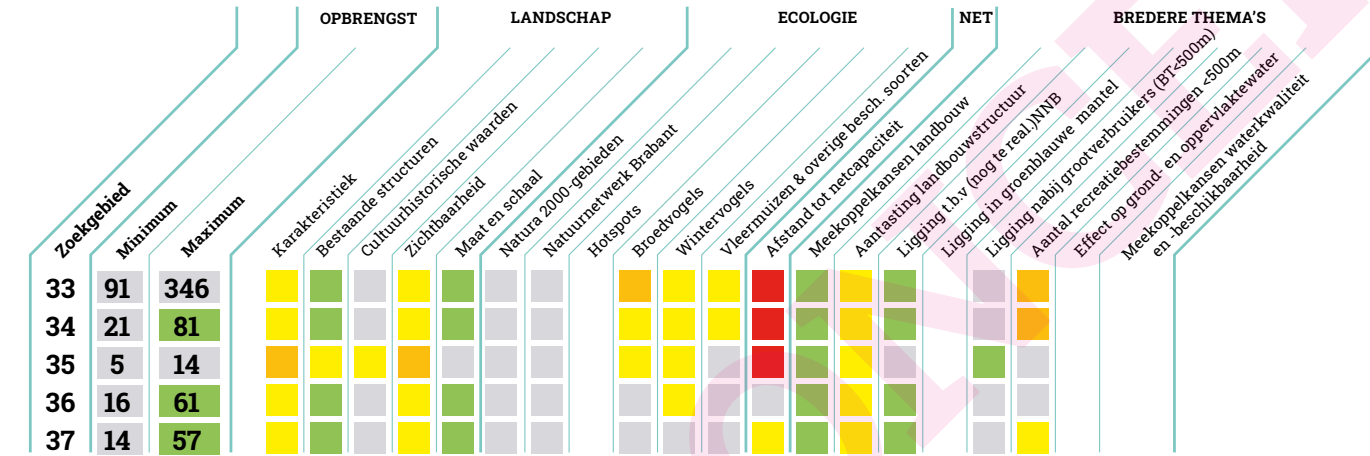 OPBRENGST LANDSCHAP ECOLOGIE NET BREDERE THEMA'S
Zoekgebied
Minimum
Maximum
Karakteristiek
Bestaande structuren
Cultuurhistorische waarden
Zichtbaarheid
Maat en schaal
Natura 2000-gebieden
Natuurnetwerk Brabant
Hotspots
Broedvogels
Wintervogels
Vleermuizen & overige besch. soorten
Afstand tot netcapaciteit
Meekoppelkansen landbouw
Aantasting landbouwstructuur
Ligging t.b.v (nog te real.)NNB
Ligging in groenblauwe mantel
Ligging nabij grootverbruikers (BT<500m)
Aantal recreatiebestemmingen <500m
Effect op grond- en oppervlaktewater
Meekoppelkansen waterkwaliteit
en -beschikbaarheid
33 91 346
34 21 81
35 5 14
36 16 61
37 14 57